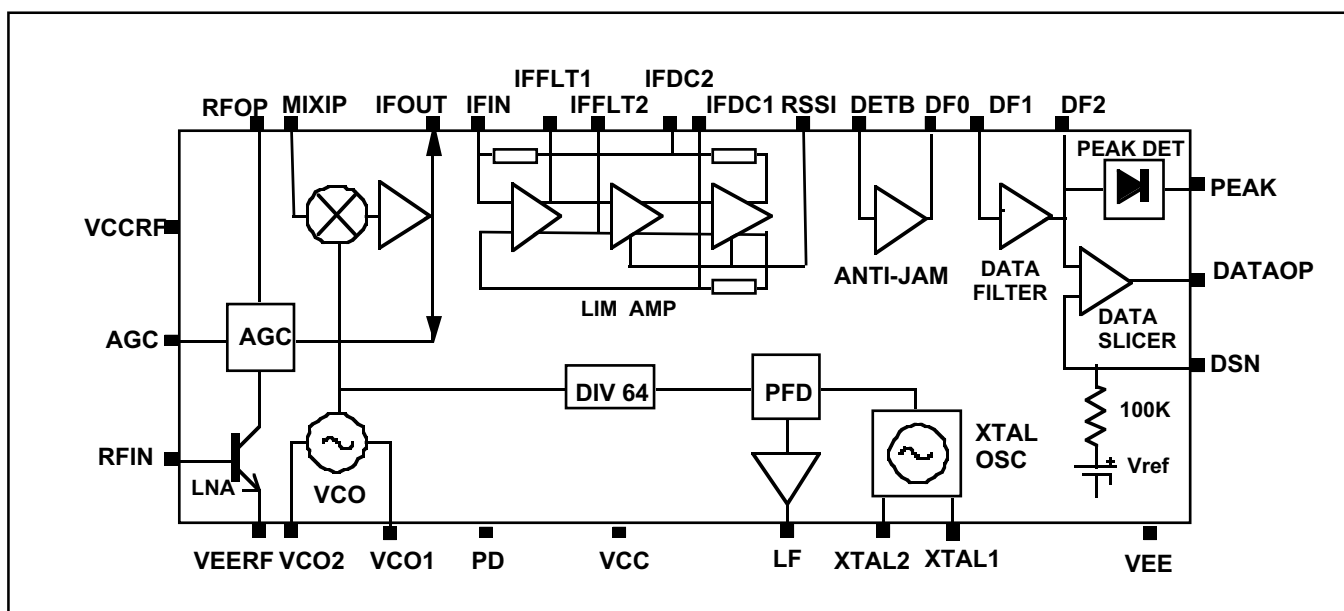 IFFLT1 IFDC2
RFOP MIXIP IFOUT IFIN IFFLT2 IFDC1 RSSI DETB DF0 DF1 DF2
PEAK DET
PEAK
VCCRF
ANTI-JAM
DATA
FILTER
DATAOP
LIM AMP
DATA
SLICER
AGC
AGC
DSN
DIV 64
PFD
100K
XTAL
OSC
RFIN
LNA
VCO
Vref
+
VEERF VCO2 VCO1 PD VCC LF XTAL2 XTAL1 VEE